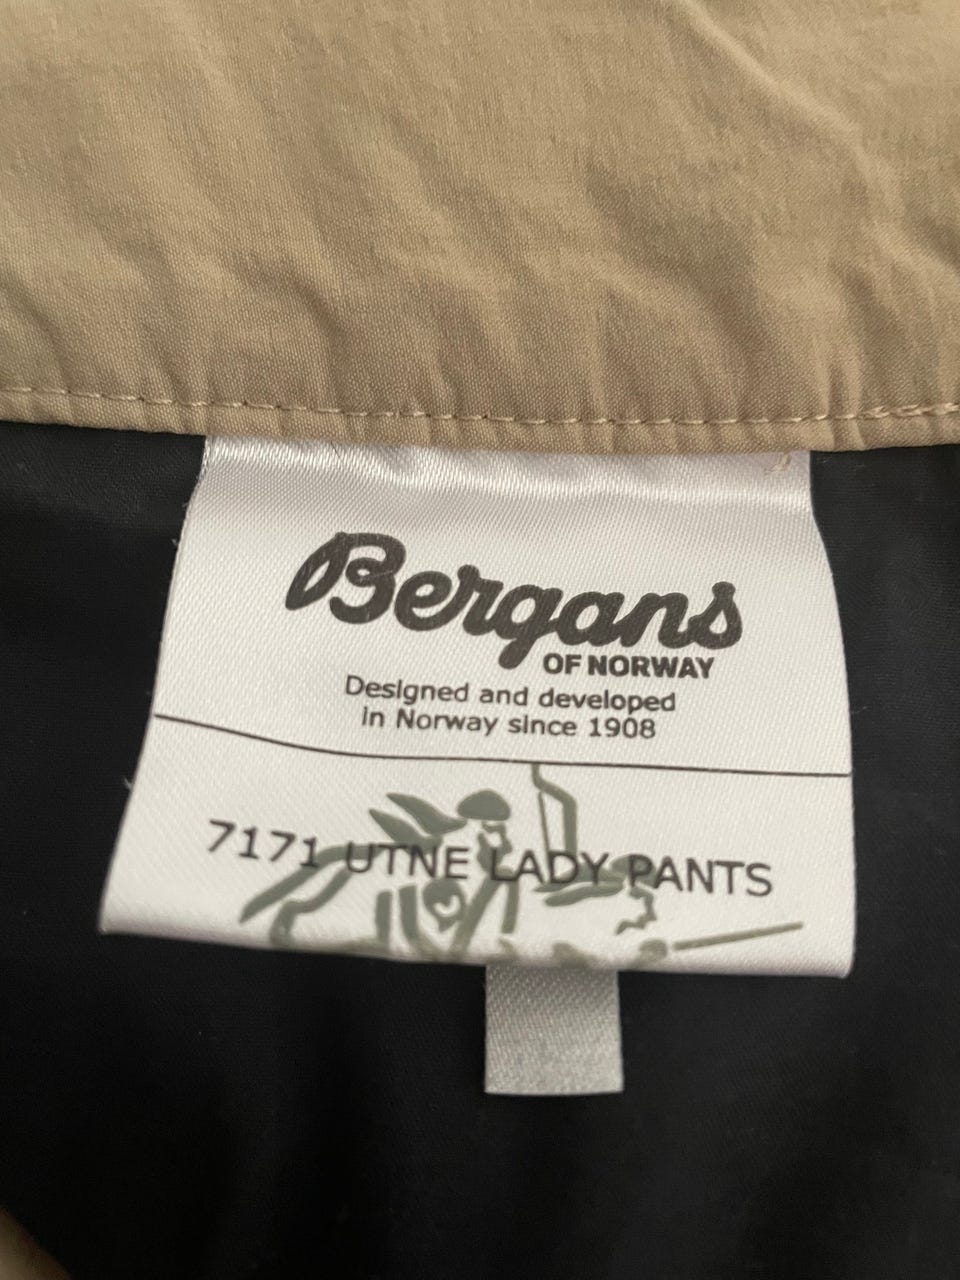 Bergans
OF NORWAY
Designed and developed
in Norway since 1908
7171 UTNE LADY PANTS